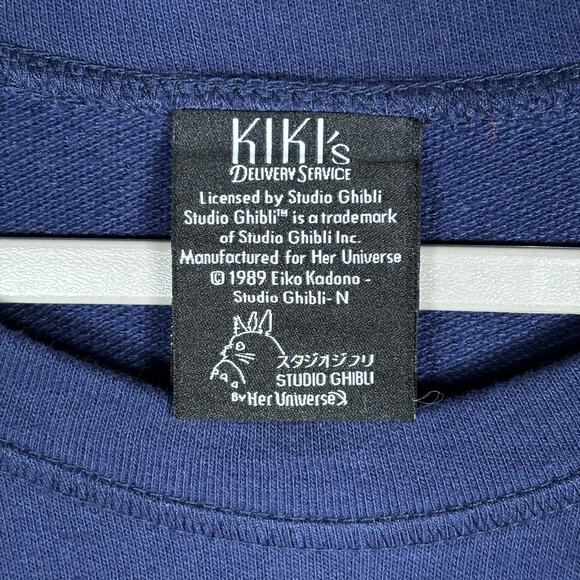 KIKI's
DELIVERY SERVICE
Licensed by Studio Ghibli
Studio Ghibli™ is a trademark
of Studio Ghibli Inc.
Manufactured for Her Universe
© 1989 Eiko Kadono -
Studio Ghibli - N
スタジオジブリ
STUDIO GHIBLI
By Her Universe